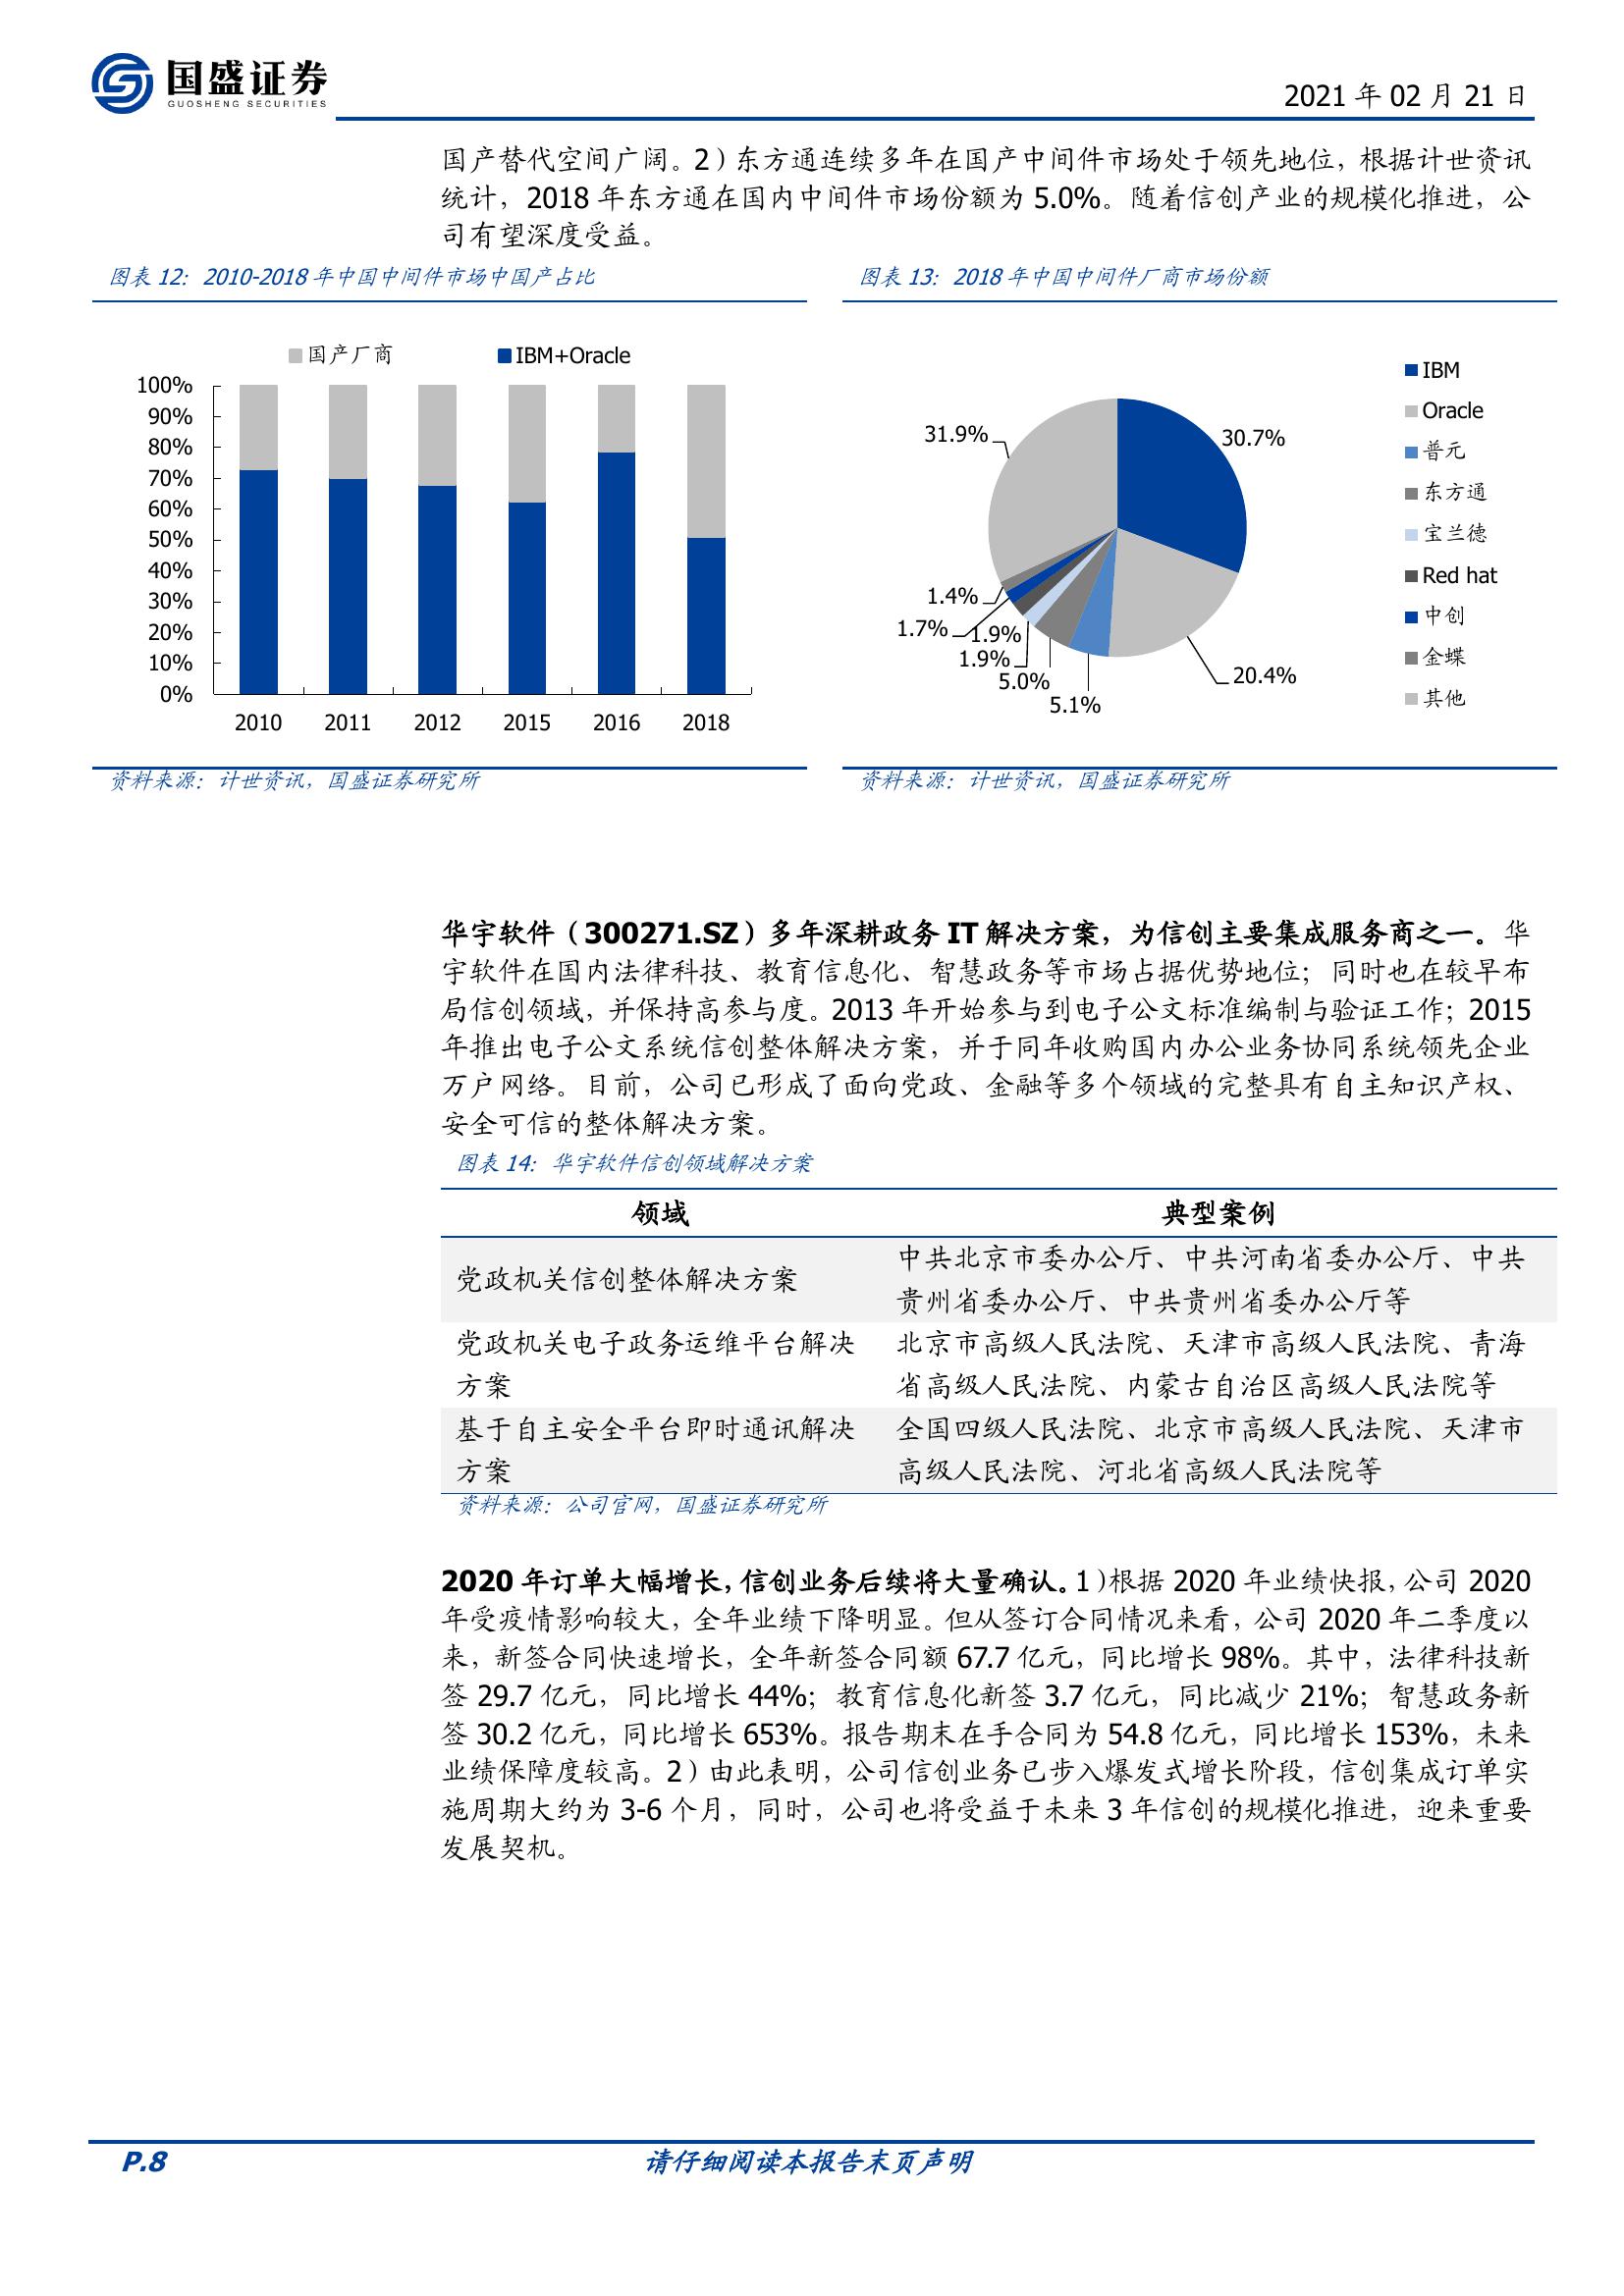 国盛证券
GUOSHENG SECURITIES
2021 年 02 月 21 日
国产替代空间广阔。2）东方通连续多年在国产中间件市场处于领先地位，根据计世资讯
统计，2018 年东方通在国内中间件市场份额为 5.0%。随着信创产业的规模化推进，公
司有望深度受益。
图表 12：2010-2018 年中国中间件市场中国产占比
国产厂商 IBM+Oracle
100%
90%
80%
70%
60%
50%
40%
30%
20%
10%
0%
2010 2011 2012 2015 2016 2018
资料来源：计世资讯，国盛证券研究所
图表 13：2018 年中国中间件厂商市场份额
30.7%
20.4%
5.1%
5.0%
1.9%
1.9%
1.7%
1.4%
31.9%
IBM
Oracle
普元
东方通
宝兰德
Red hat
中创
金蝶
其他
资料来源：计世资讯，国盛证券研究所
华宇软件（300271.SZ）多年深耕政务 IT 解决方案，为信创主要集成服务商之一。华
宇软件在国内法律科技、教育信息化、智慧政务等市场占据优势地位；同时也在较早布
局信创领域，并保持高参与度。2013 年开始参与到电子公文标准编制与验证工作；2015
年推出电子公文系统信创整体解决方案，并于同年收购国内办公业务协同系统领先企业
万户网络。目前，公司已形成了面向党政、金融等多个领域的完整具有自主知识产权、
安全可信的整体解决方案。
图表 14：华宇软件信创领域解决方案
领域 典型案例
党政机关信创整体解决方案
中共北京市委办公厅、中共河南省委办公厅、中共
贵州省委办公厅、中共贵州省委办公厅等
党政机关电子政务运维平台解决
方案
北京市高级人民法院、天津市高级人民法院、青海
省高级人民法院、内蒙古自治区高级人民法院等
基于自主安全平台即时通讯解决
方案
全国四级人民法院、北京市高级人民法院、天津市
高级人民法院、河北省高级人民法院等
资料来源：公司官网，国盛证券研究所
2020 年订单大幅增长，信创业务后续将大量确认。1）根据 2020 年业绩快报，公司 2020
年受疫情影响较大，全年业绩下降明显。但从签订合同情况来看，公司 2020 年二季度以
来，新签合同快速增长，全年新签合同额 67.7 亿元，同比增长 98%。其中，法律科技新
签 29.7 亿元，同比增长 44%；教育信息化新签 3.7 亿元，同比减少 21%；智慧政务新
签 30.2 亿元，同比增长 653%。报告期末在手合同为 54.8 亿元，同比增长 153%，未来
业绩保障度较高。2）由此表明，公司信创业务已步入爆发式增长阶段，信创集成订单实
施周期大约为 3-6 个月，同时，公司也将受益于未来 3 年信创的规模化推进，迎来重要
发展契机。
P.8
请仔细阅读本报告末页声明